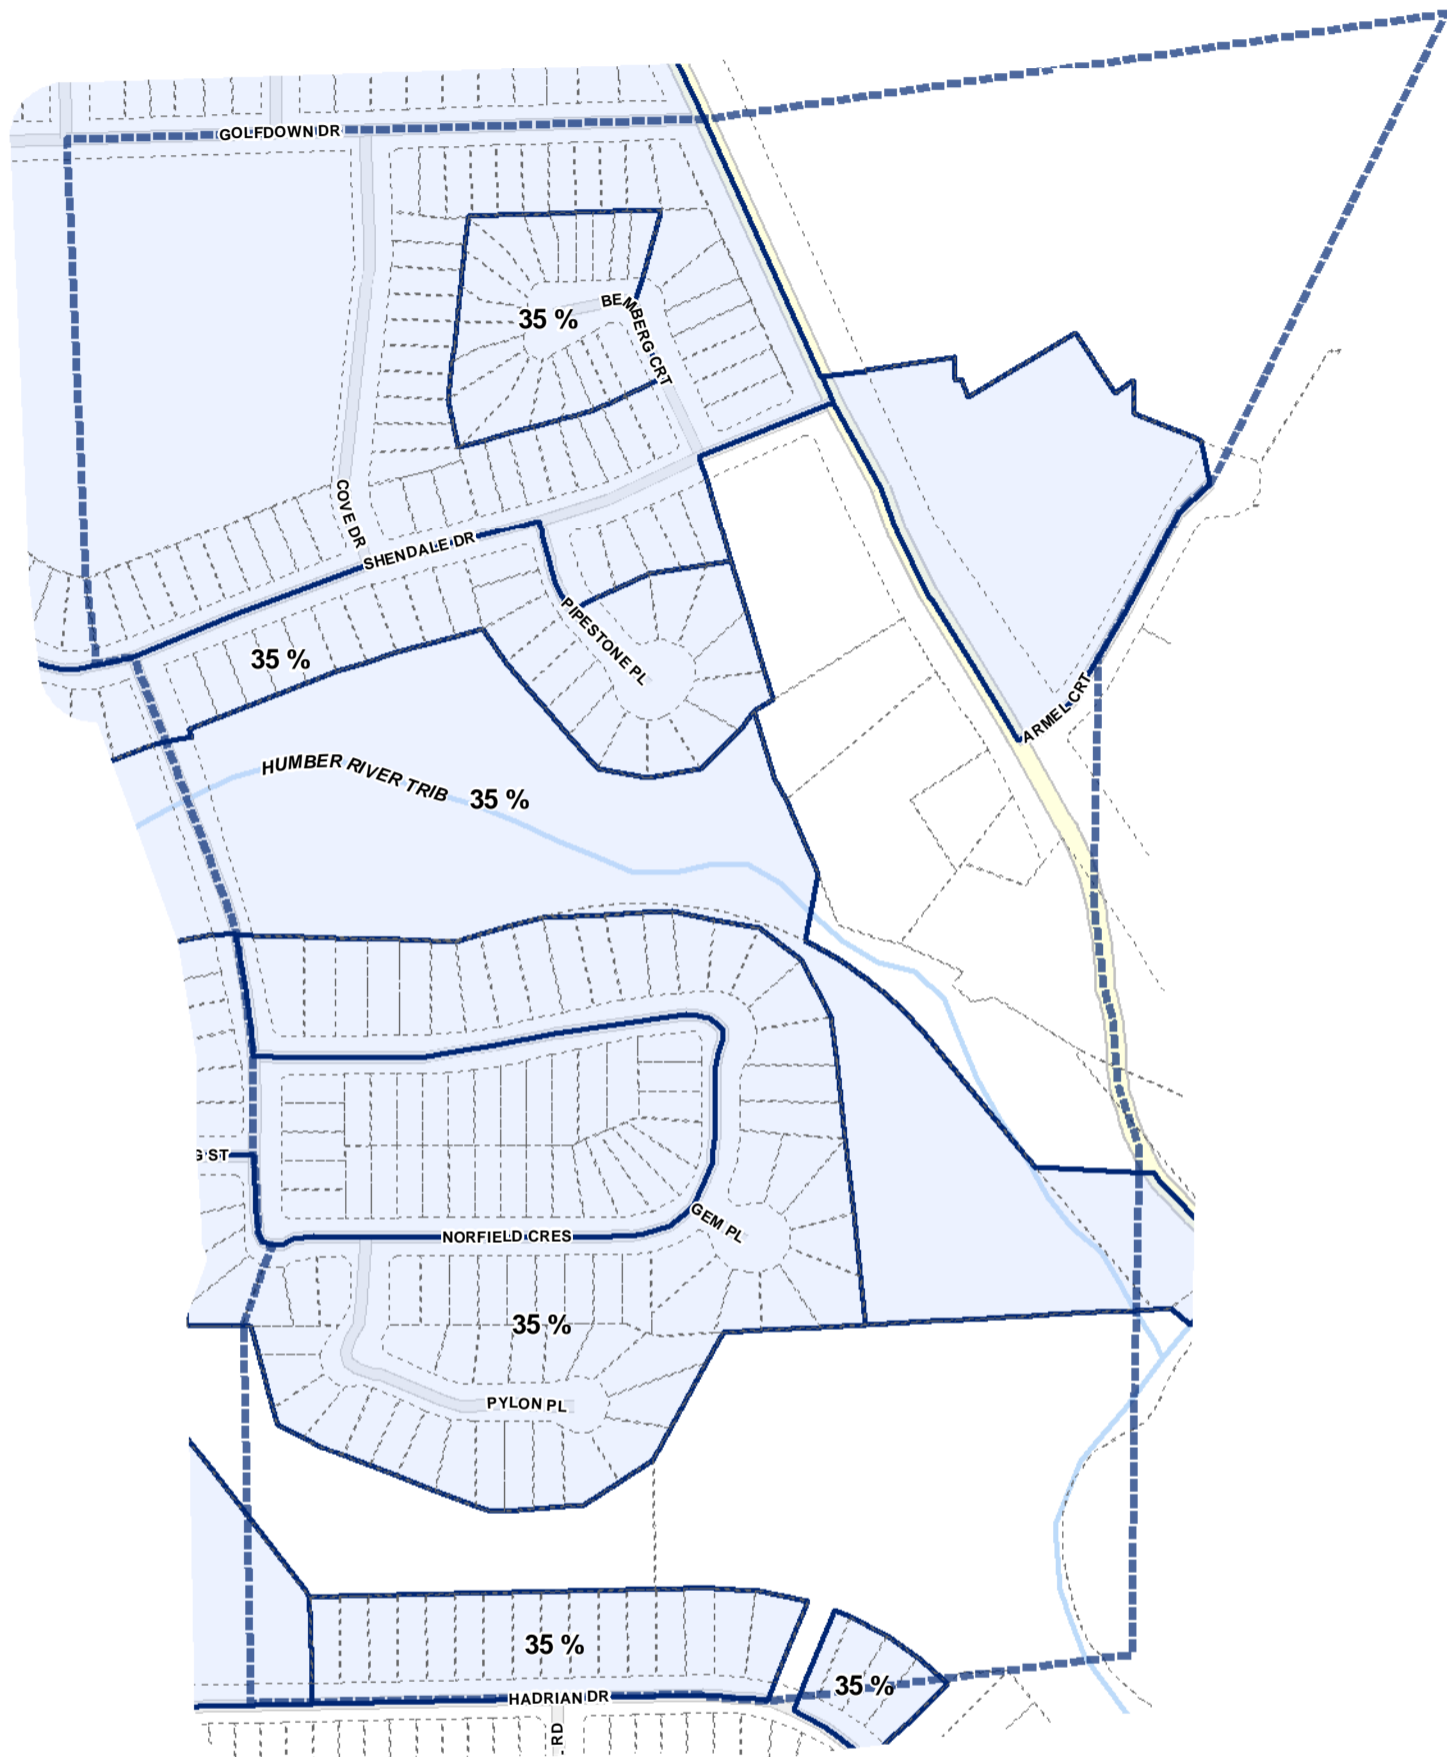 GOLFDOWN DR
BEMBERG CRT
35 %
COVE DR
SHENDALE DR
PIPESTONE PL
35 %
ARMEL CRT
HUMBER RIVER TRIB
35 %
G ST
GEM PL
NORFIELD CRES
35 %
PYLON PL
35 %
35 %
HADRIAN DR
RD